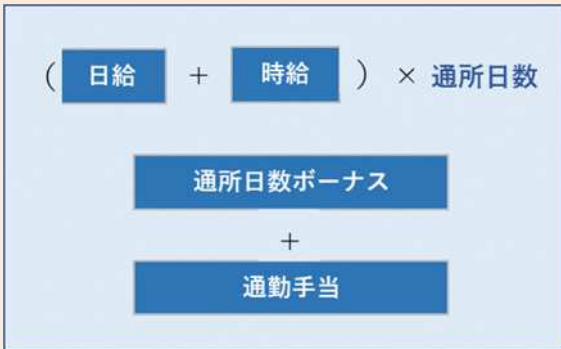 ( 日給 + 時給 ) × 通所日数
通所日数ボーナス
+
通勤手当